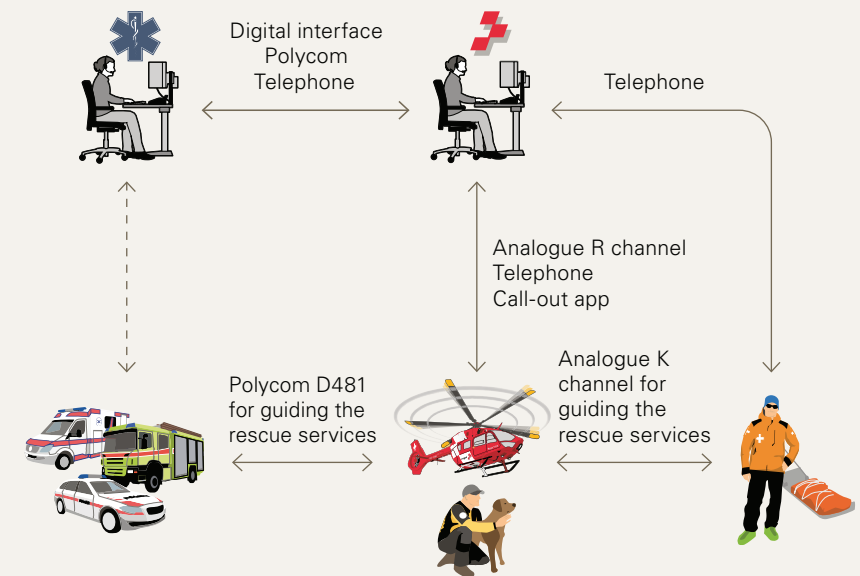 Digital interface
Polycom
Telephone
Telephone
Analogue R channel
Telephone
Call-out app
Polycom D481
for guiding the
rescue services
Analogue K
channel for
guiding the
rescue services